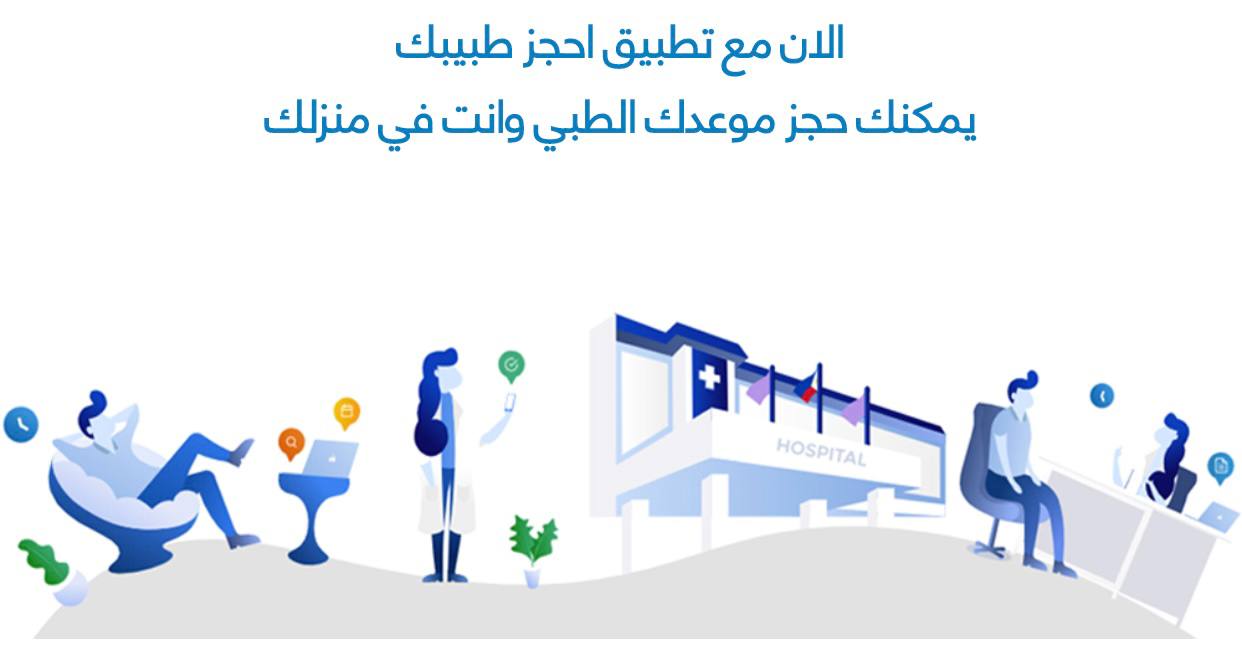 الان مع تطبيق احجز طبيبك
يمكنك حجز موعدك الطبي وانت في منزلك
HOSPITAL